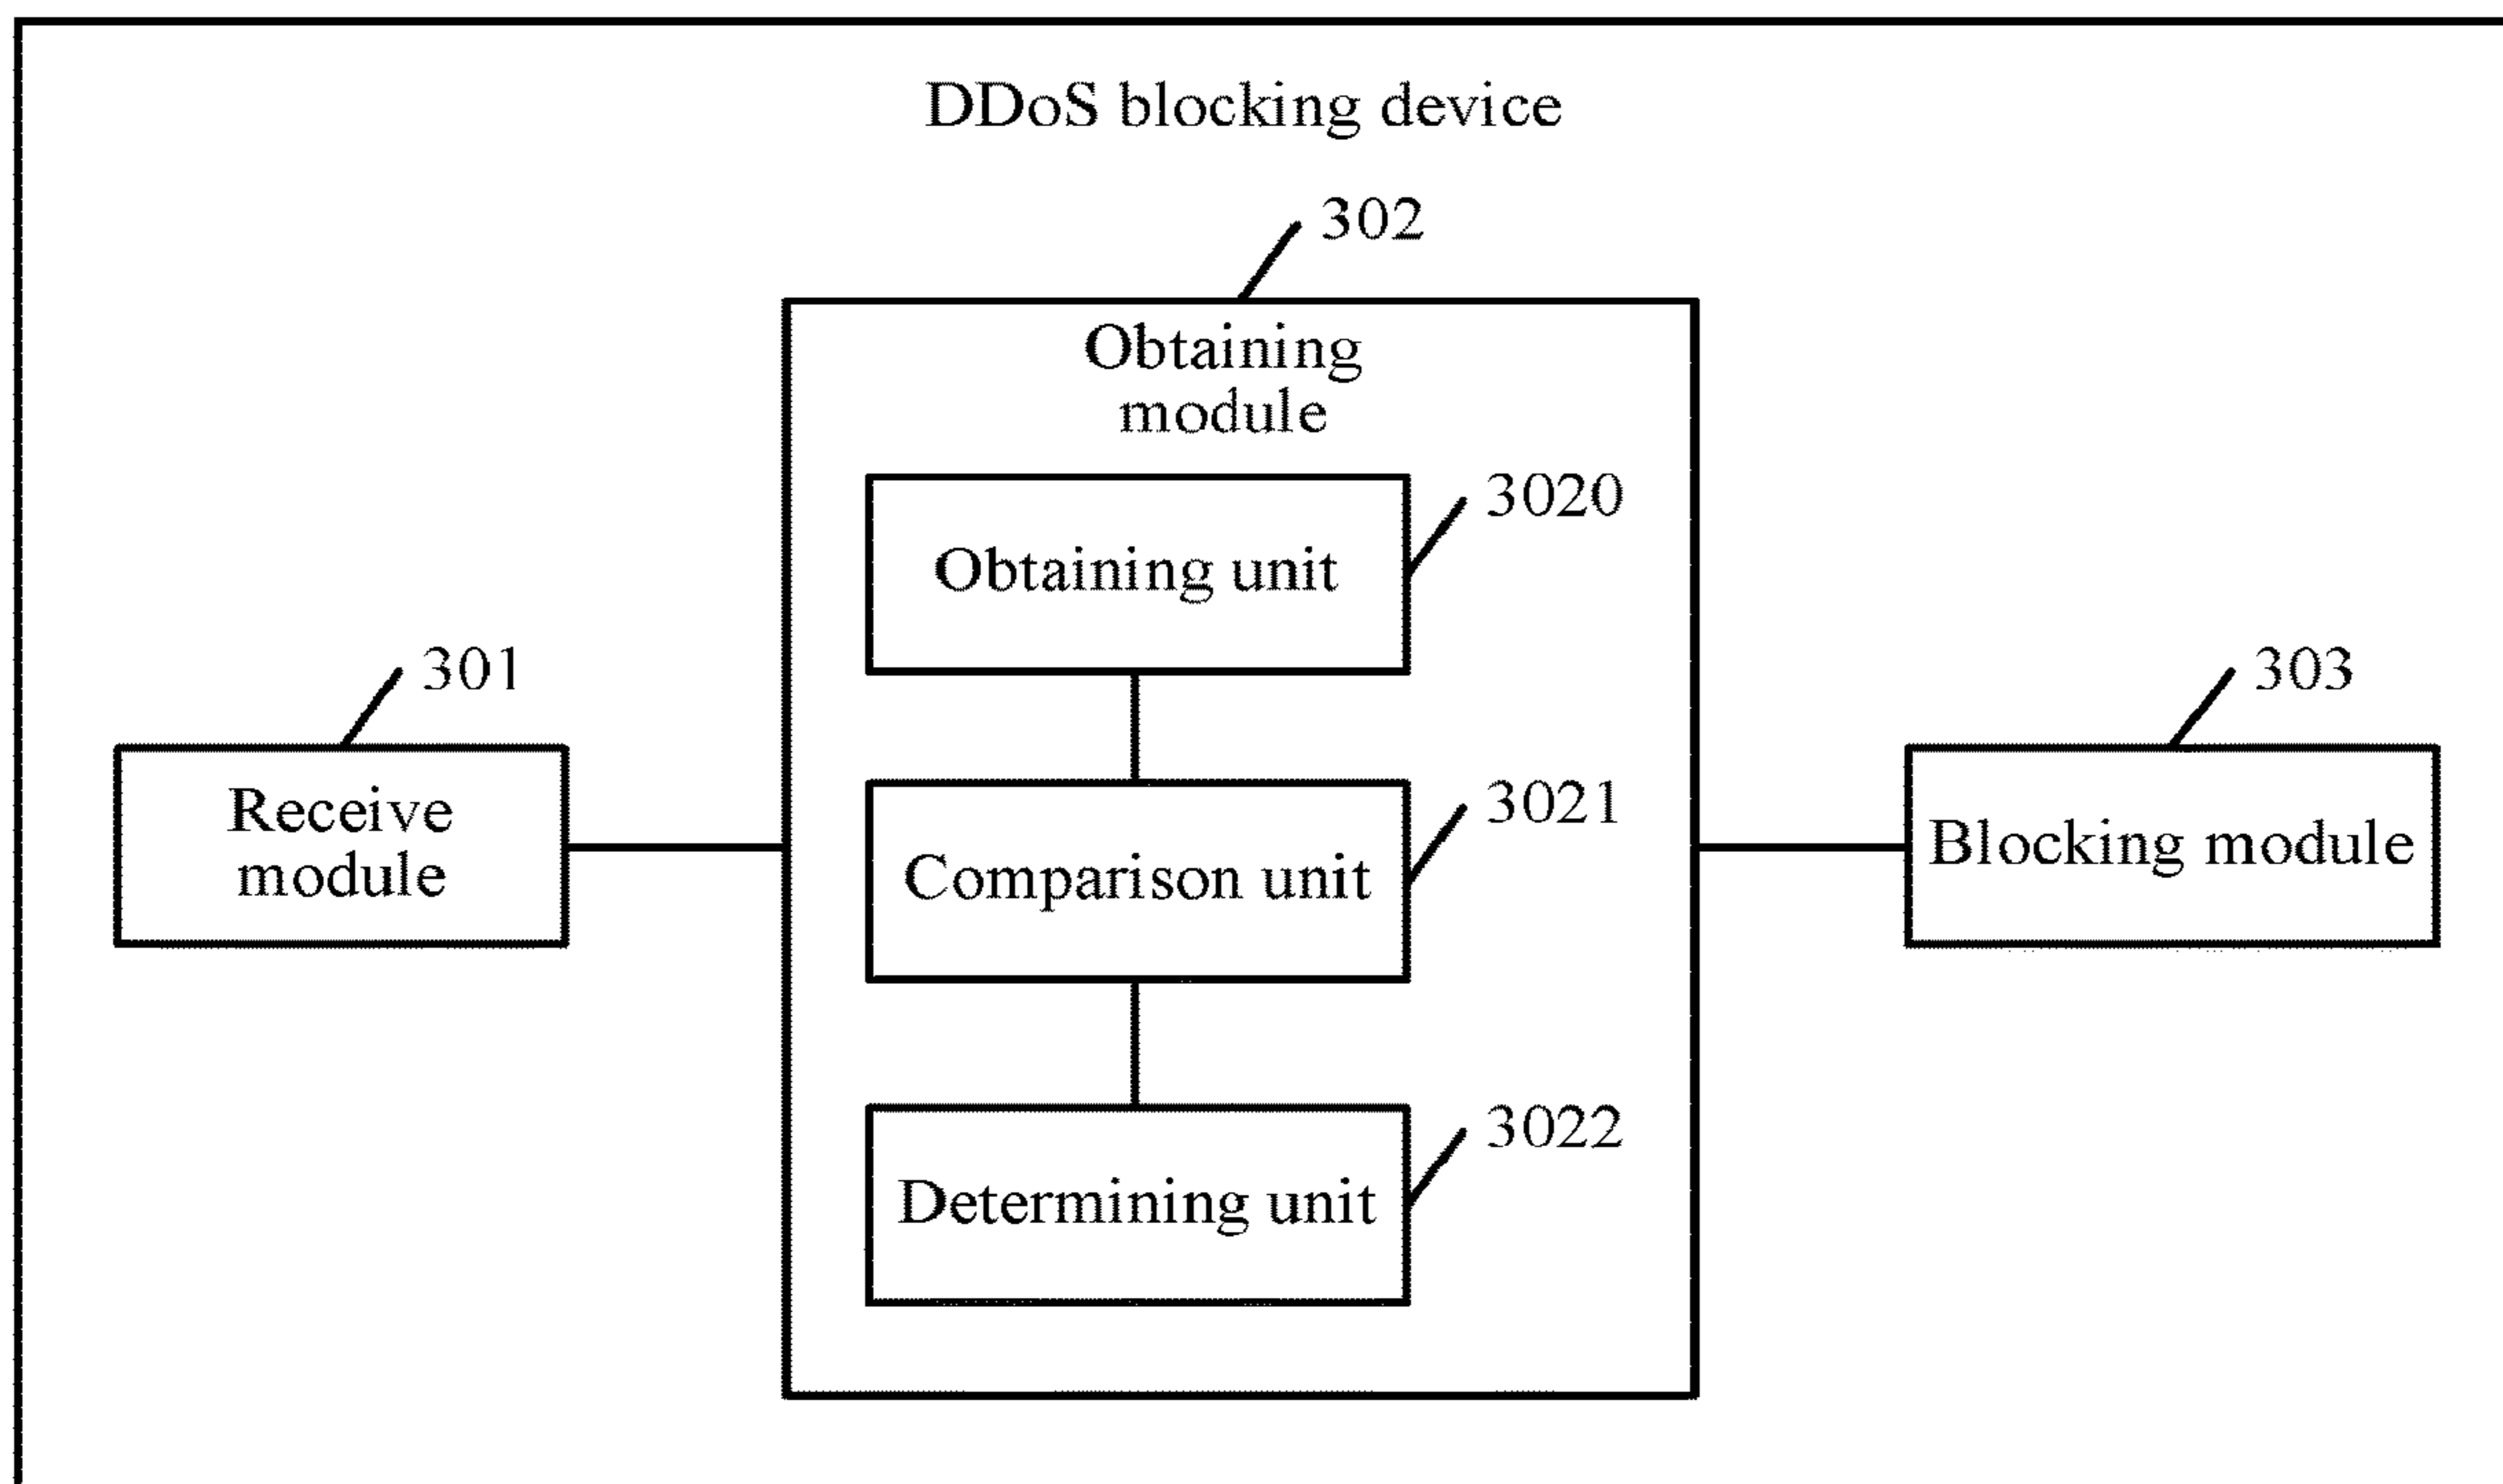 DDoS blocking device
302
Obtaining
module
3020
Obtaining unit
301
Receive
module
3021
Comparison unit
303
Blocking module
3022
Determining unit